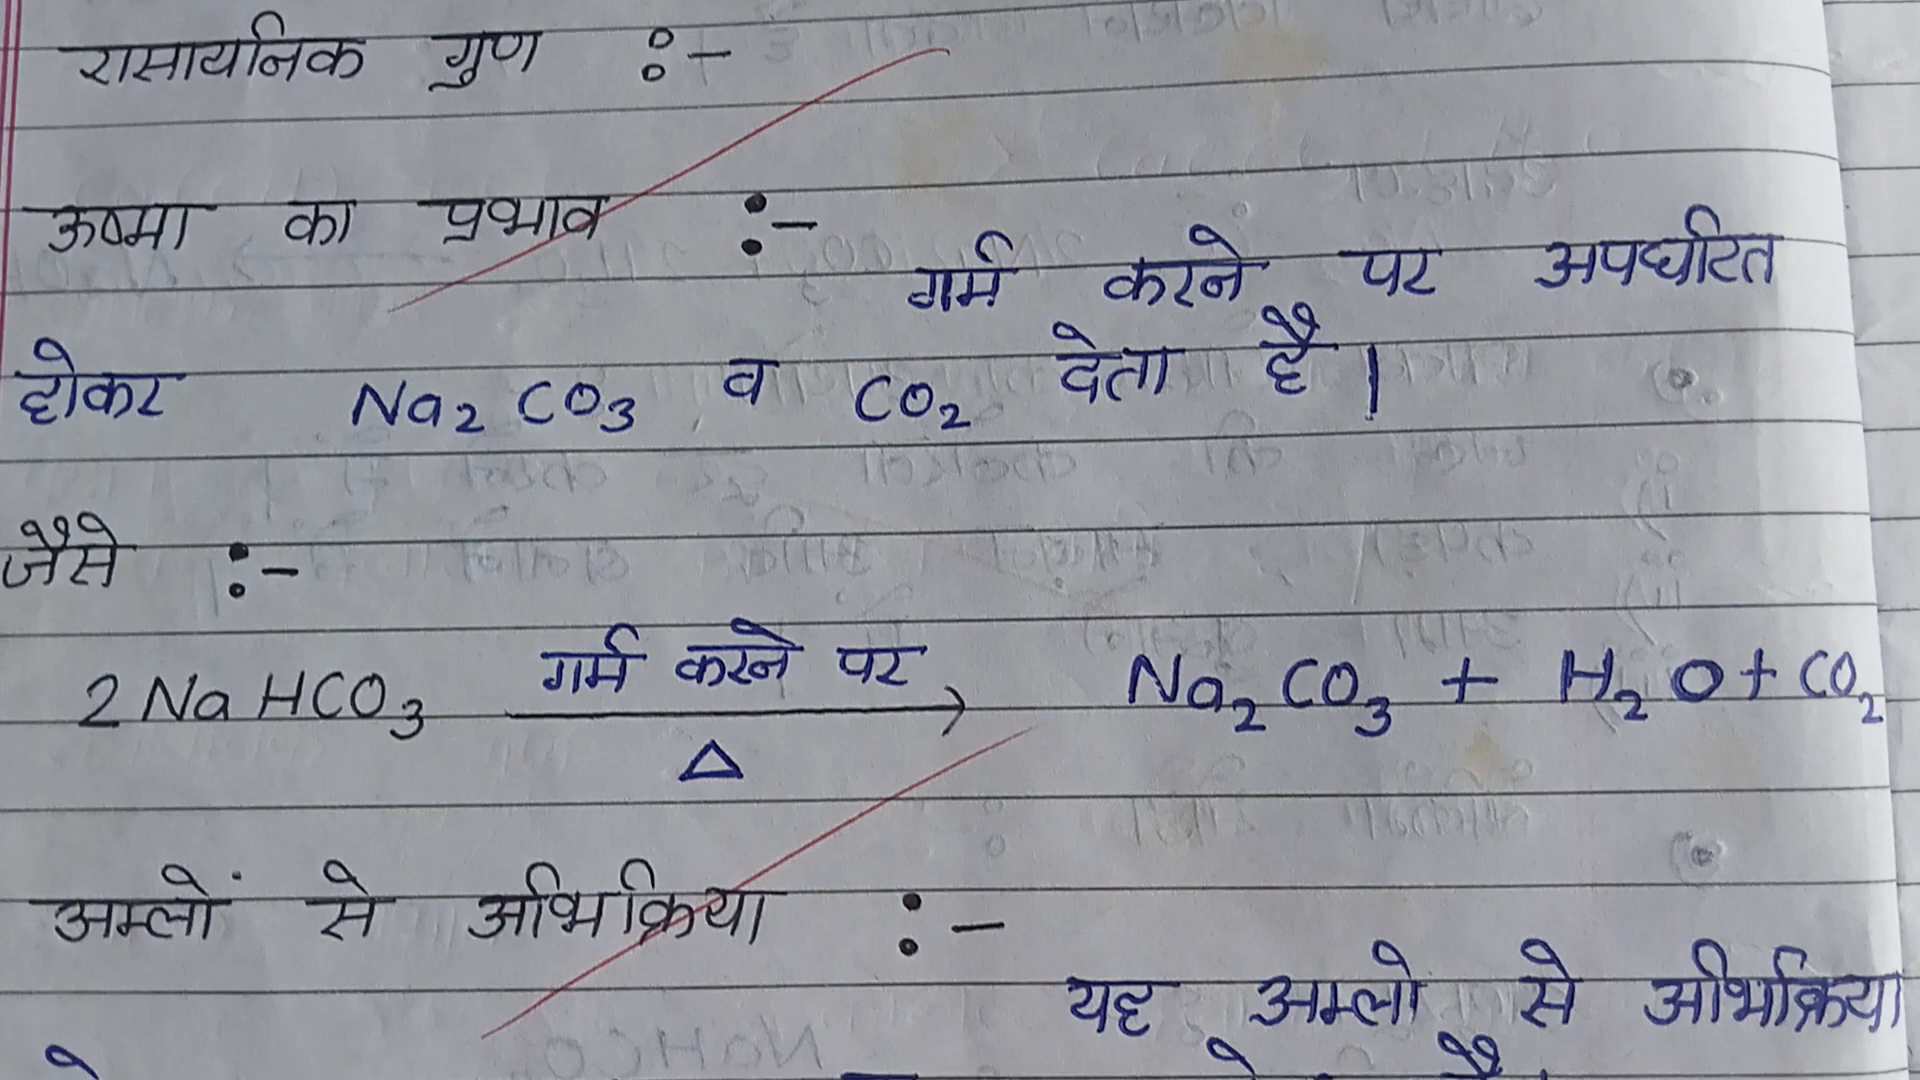 रासायनिक गुण :-
ऊष्मा का प्रभाव :-
गर्म करने पर अपघटित
होकर Na₂CO₃ व CO₂ देता है।
जैसे :-
2NaHCO₃ गर्म करने पर → Na₂CO₃ + H₂O + CO₂
Δ
अम्लों से अभिक्रिया :-
यह अम्लो से अभिक्रिया